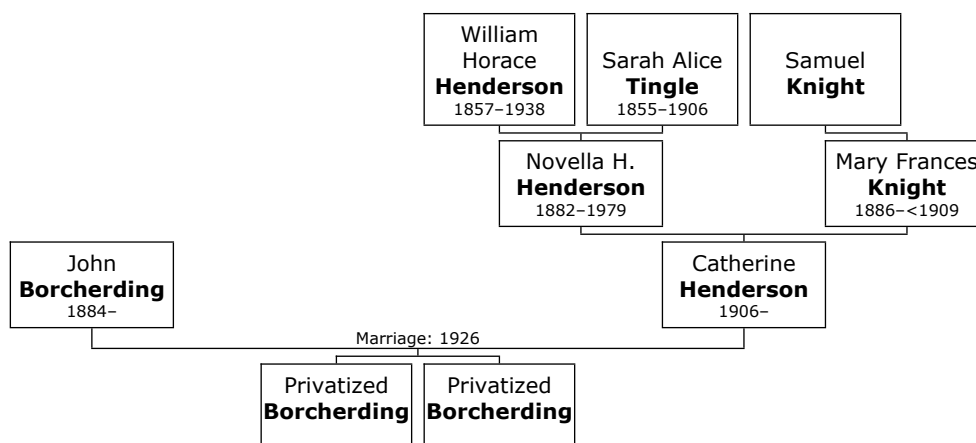 William
Horace
Henderson
1857–1938
Sarah Alice
Tingle
1855–1906
Samuel
Knight
Novella H.
Henderson
1882–1979
Mary Frances
Knight
1886–<1909
John
Borcherding
1884–
Catherine
Henderson
1906–
Marriage: 1926
Privatized
Borcherding
Privatized
Borcherding